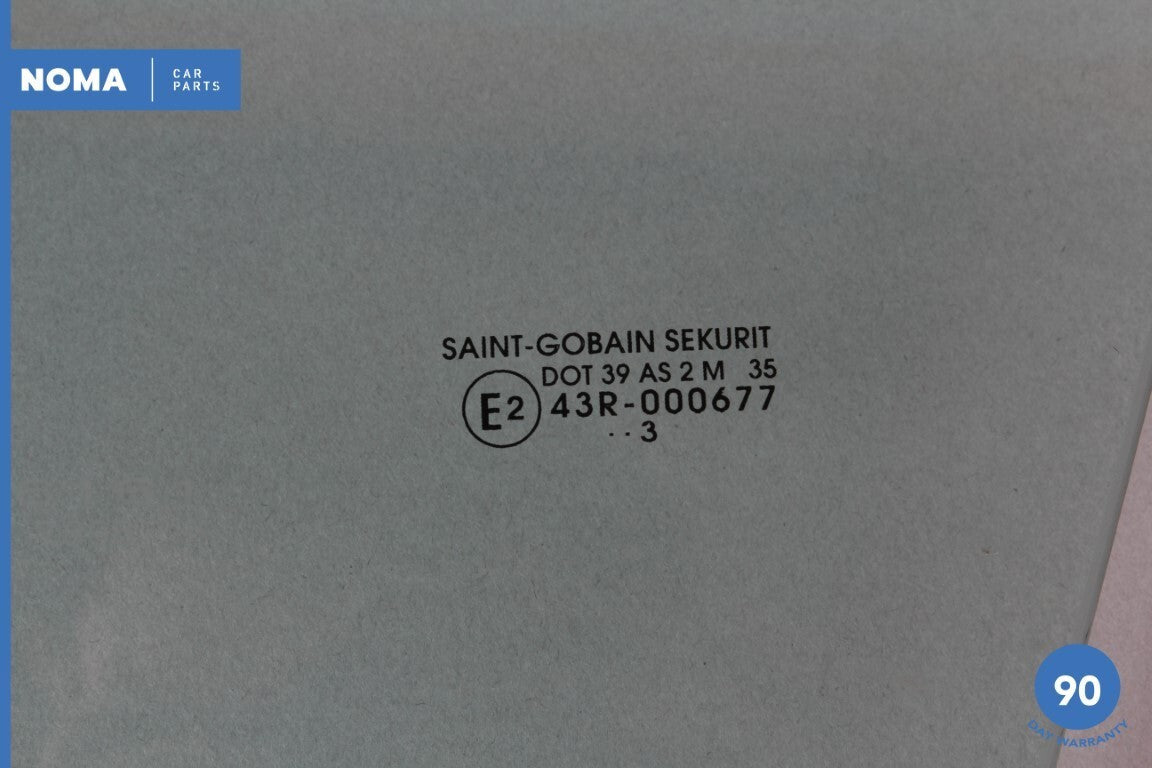 NOMA
CAR
PARTS
SAINT-GOBAIN SEKURIT
DOT 39 AS 2 M 35
E2 43R-000677
··3
90
DAY WARRANTY